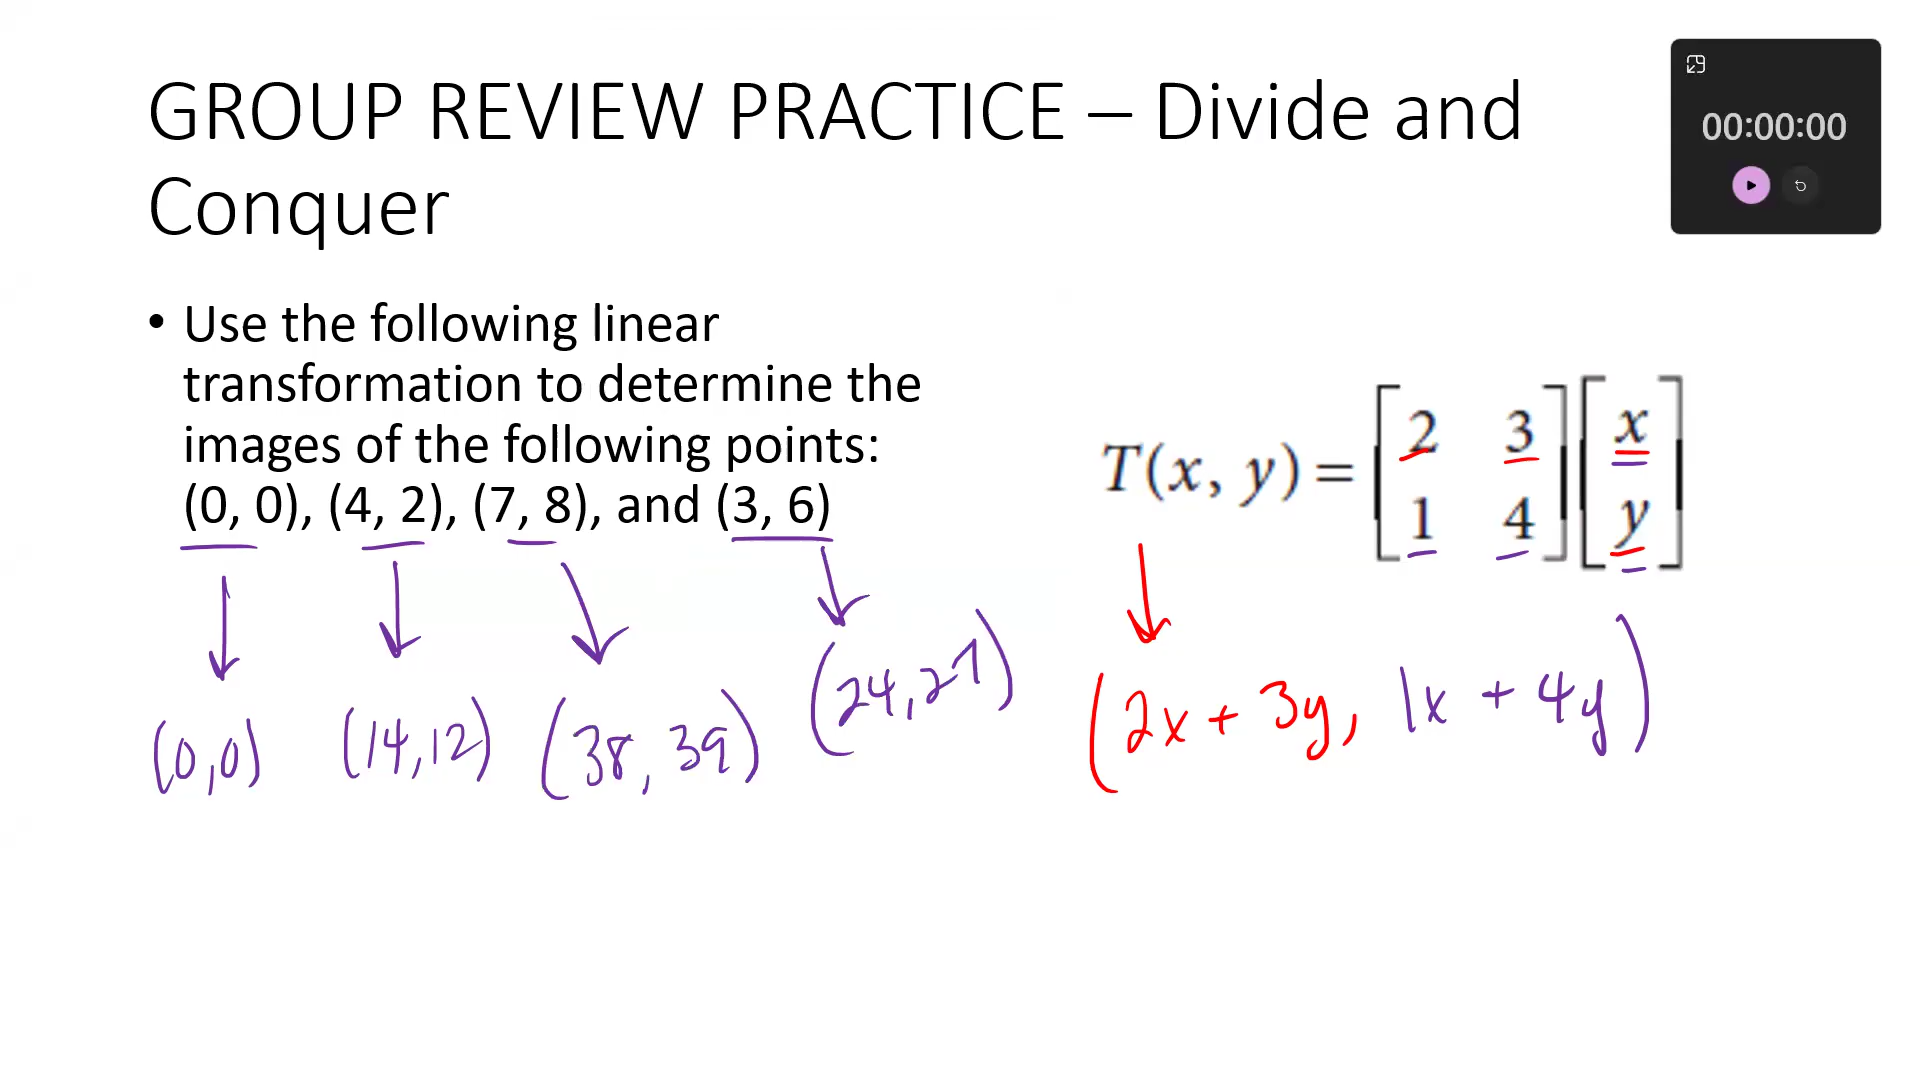 GROUP REVIEW PRACTICE – Divide and
Conquer
00:00:00
• Use the following linear
transformation to determine the
images of the following points:
(0, 0), (4, 2), (7, 8), and (3, 6)
T(x, y) = [2 3; 1 4] [x; y]
(0,0) (14,12) (38, 39) (24,27)
(2x + 3y, 1x + 4y)